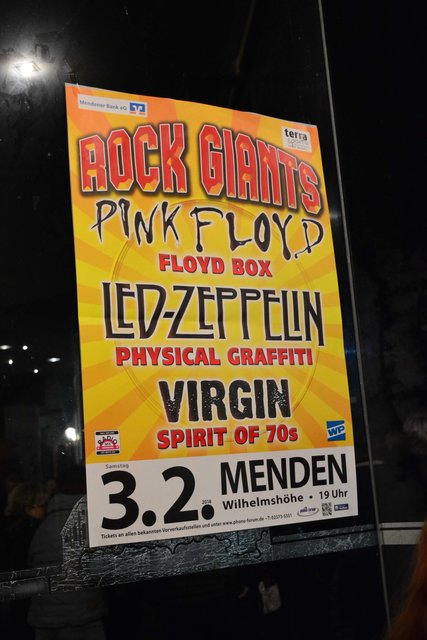 Mendener Bank eG
terra
ROCK GIANTS
PINK FLOYD
FLOYD BOX
LED-ZEPPELIN
PHYSICAL GRAFFITI
VIRGIN
SPIRIT OF 70s
RADIO
WP
Samstag
3.2. 2018
MENDEN
Wilhelmshöhe · 19 Uhr
Tickets an allen bekannten Vorverkaufsstellen und unter www.phono-forum.de